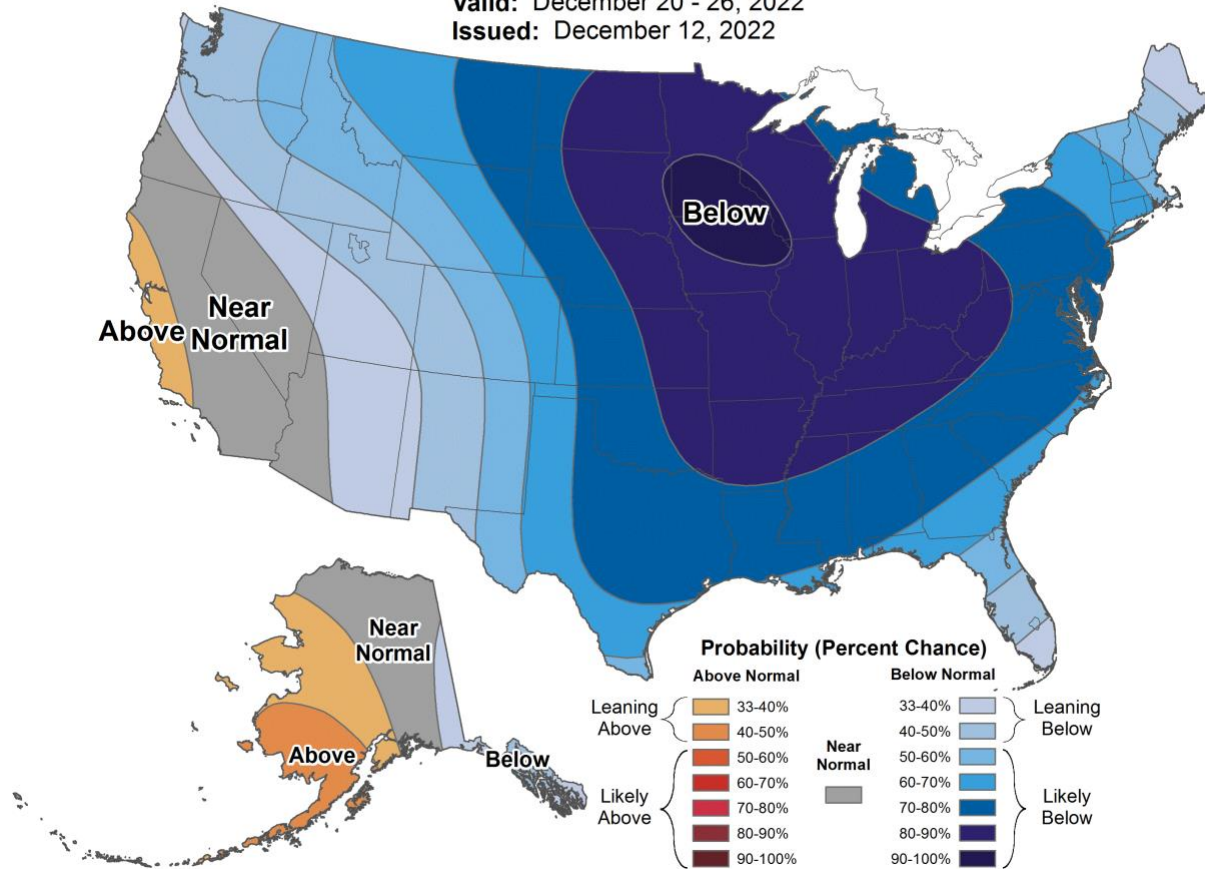 Valid: December 20 - 26, 2022
Issued: December 12, 2022
Below
Near
Normal
Above
Near
Normal
Above
Below
Probability (Percent Chance)
Above Normal
Below Normal
Leaning
Above
33-40%
40-50%
Likely
Above
50-60%
60-70%
70-80%
80-90%
90-100%
Near
Normal
33-40%
40-50%
Leaning
Below
50-60%
60-70%
70-80%
80-90%
90-100%
Likely
Below